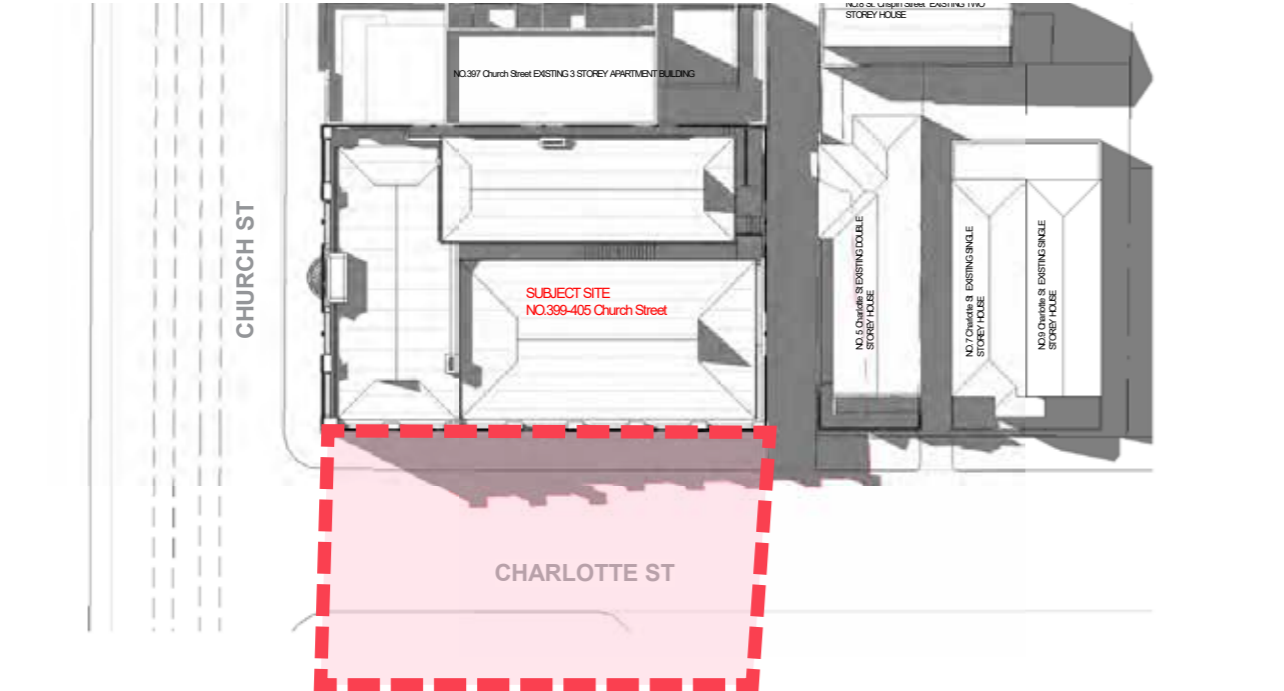 NO.8 St. Crispin Street EXISTING TWO
STOREY HOUSE
NO.397 Church Street EXISTING 3 STOREY APARTMENT BUILDING
CHURCH ST
SUBJECT SITE
NO.399-405 Church Street
NO. 5 Charlotte St EXISTING DOUBLE
STOREY HOUSE
NO.7 Charlotte St EXISTING SINGLE
STOREY HOUSE
NO.9 Charlotte St EXISTING SINGLE
STOREY HOUSE
CHARLOTTE ST